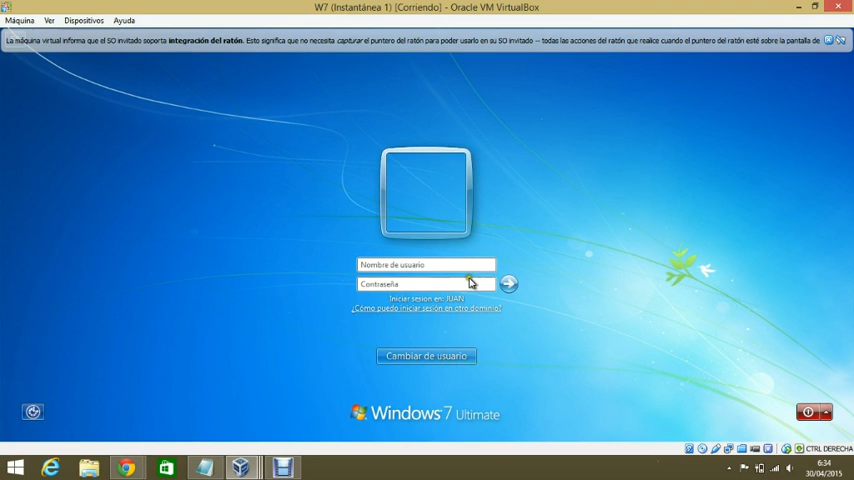 W7 (Instantánea 1) [Corriendo] - Oracle VM VirtualBox
Máquina Ver Dispositivos Ayuda
La máquina virtual informa que el SO invitado soporta integración del ratón. Esto significa que no necesita capturar el puntero del ratón para poder usarlo en su SO invitado -- todas las acciones del ratón que realice cuando el puntero del ratón esté sobre la pantalla de
Nombre de usuario
Contraseña
Iniciar sesión en: JUAN
¿Cómo puedo iniciar sesión en otro dominio?
Cambiar de usuario
Windows 7 Ultimate
CTRL DERECHA
6:34
30/04/2015